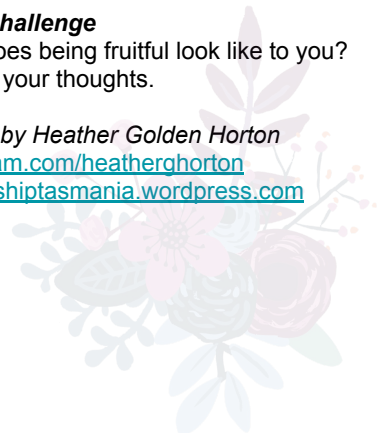 hallenge
oes being fruitful look like to you?
your thoughts.
by Heather Golden Horton
am.com/heatherghorton
shiptasmania.wordpress.com